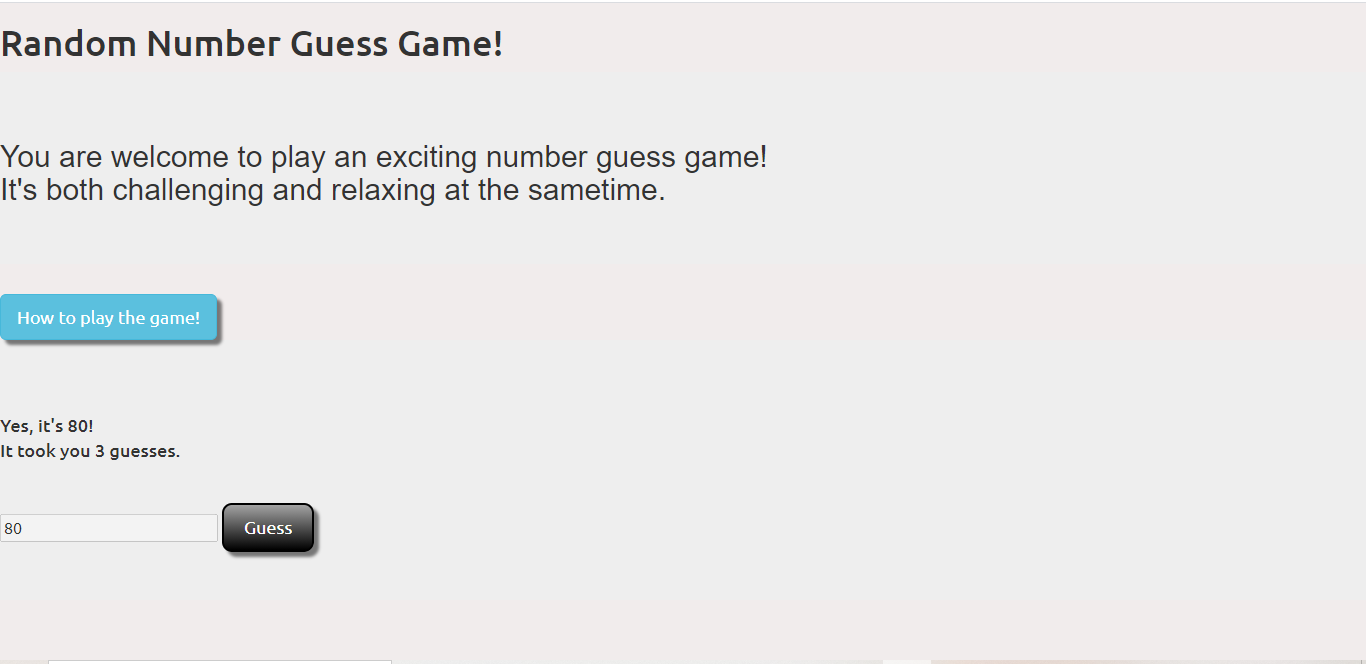 Random Number Guess Game!
You are welcome to play an exciting number guess game!
It's both challenging and relaxing at the sametime.
How to play the game!
Yes, it's 80!
It took you 3 guesses.
80
Guess